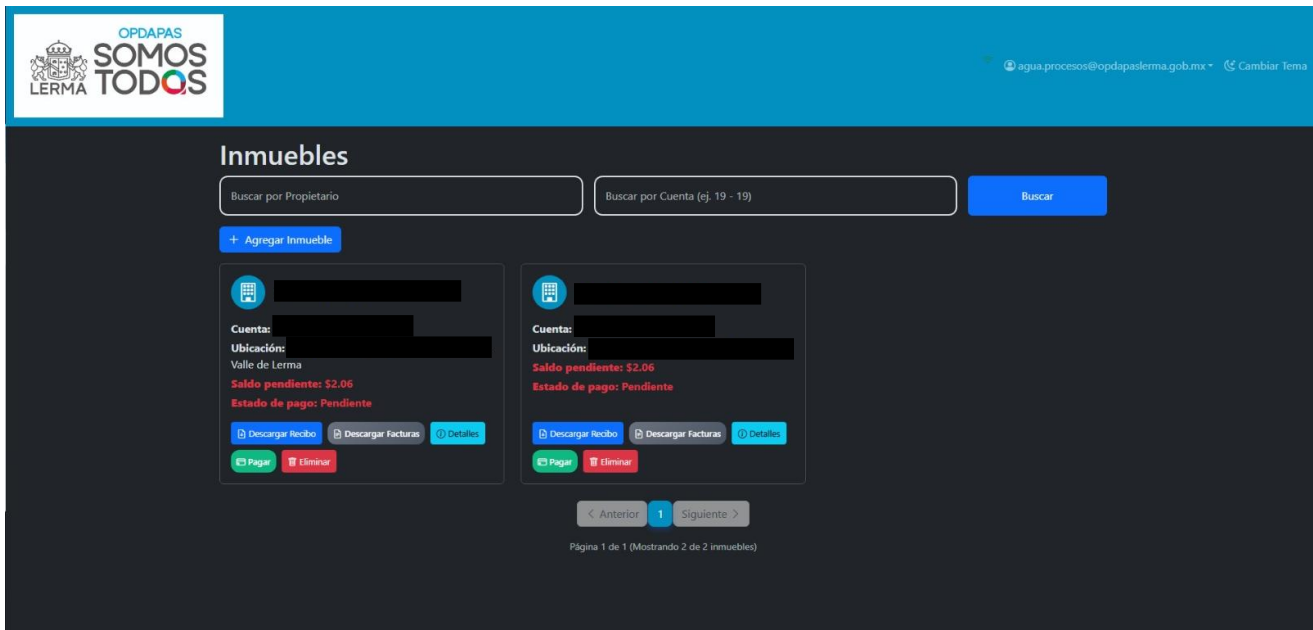 OPDAPAS
SOMOS
TODOS
LERMA
agua.procesos@opdapaslerma.gob.mx
Cambiar Tema
Inmuebles
Buscar por Propietario
Buscar por Cuenta (ej. 19 - 19)
Buscar
+ Agregar Inmueble
Cuenta:
Ubicación:
Valle de Lerma
Saldo pendiente: $2.06
Estado de pago: Pendiente
Descargar Recibo Descargar Facturas Detalles
Pagar Eliminar
Cuenta:
Ubicación:
Saldo pendiente: $2.06
Estado de pago: Pendiente
Descargar Recibo Descargar Facturas Detalles
Pagar Eliminar
< Anterior 1 Siguiente >
Página 1 de 1 (Mostrando 2 de 2 inmuebles)